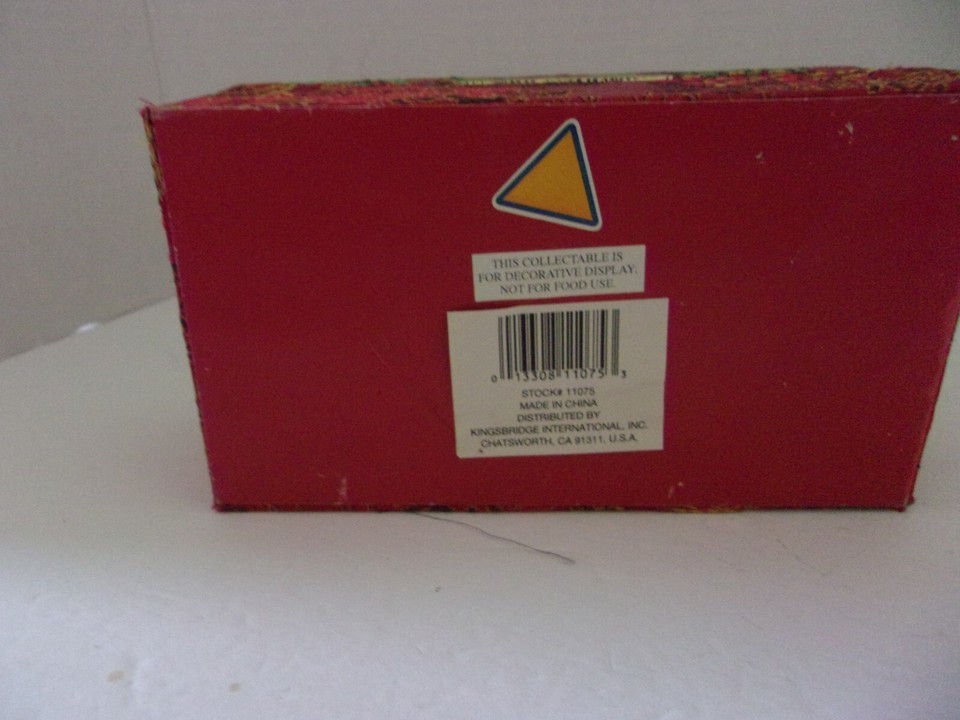 THIS COLLECTABLE IS
FOR DECORATIVE DISPLAY;
NOT FOR FOOD USE.
0 13308 11075 3
STOCK# 11075
MADE IN CHINA
DISTRIBUTED BY
KINGSBRIDGE INTERNATIONAL, INC.
CHATSWORTH, CA 91311, U.S.A.